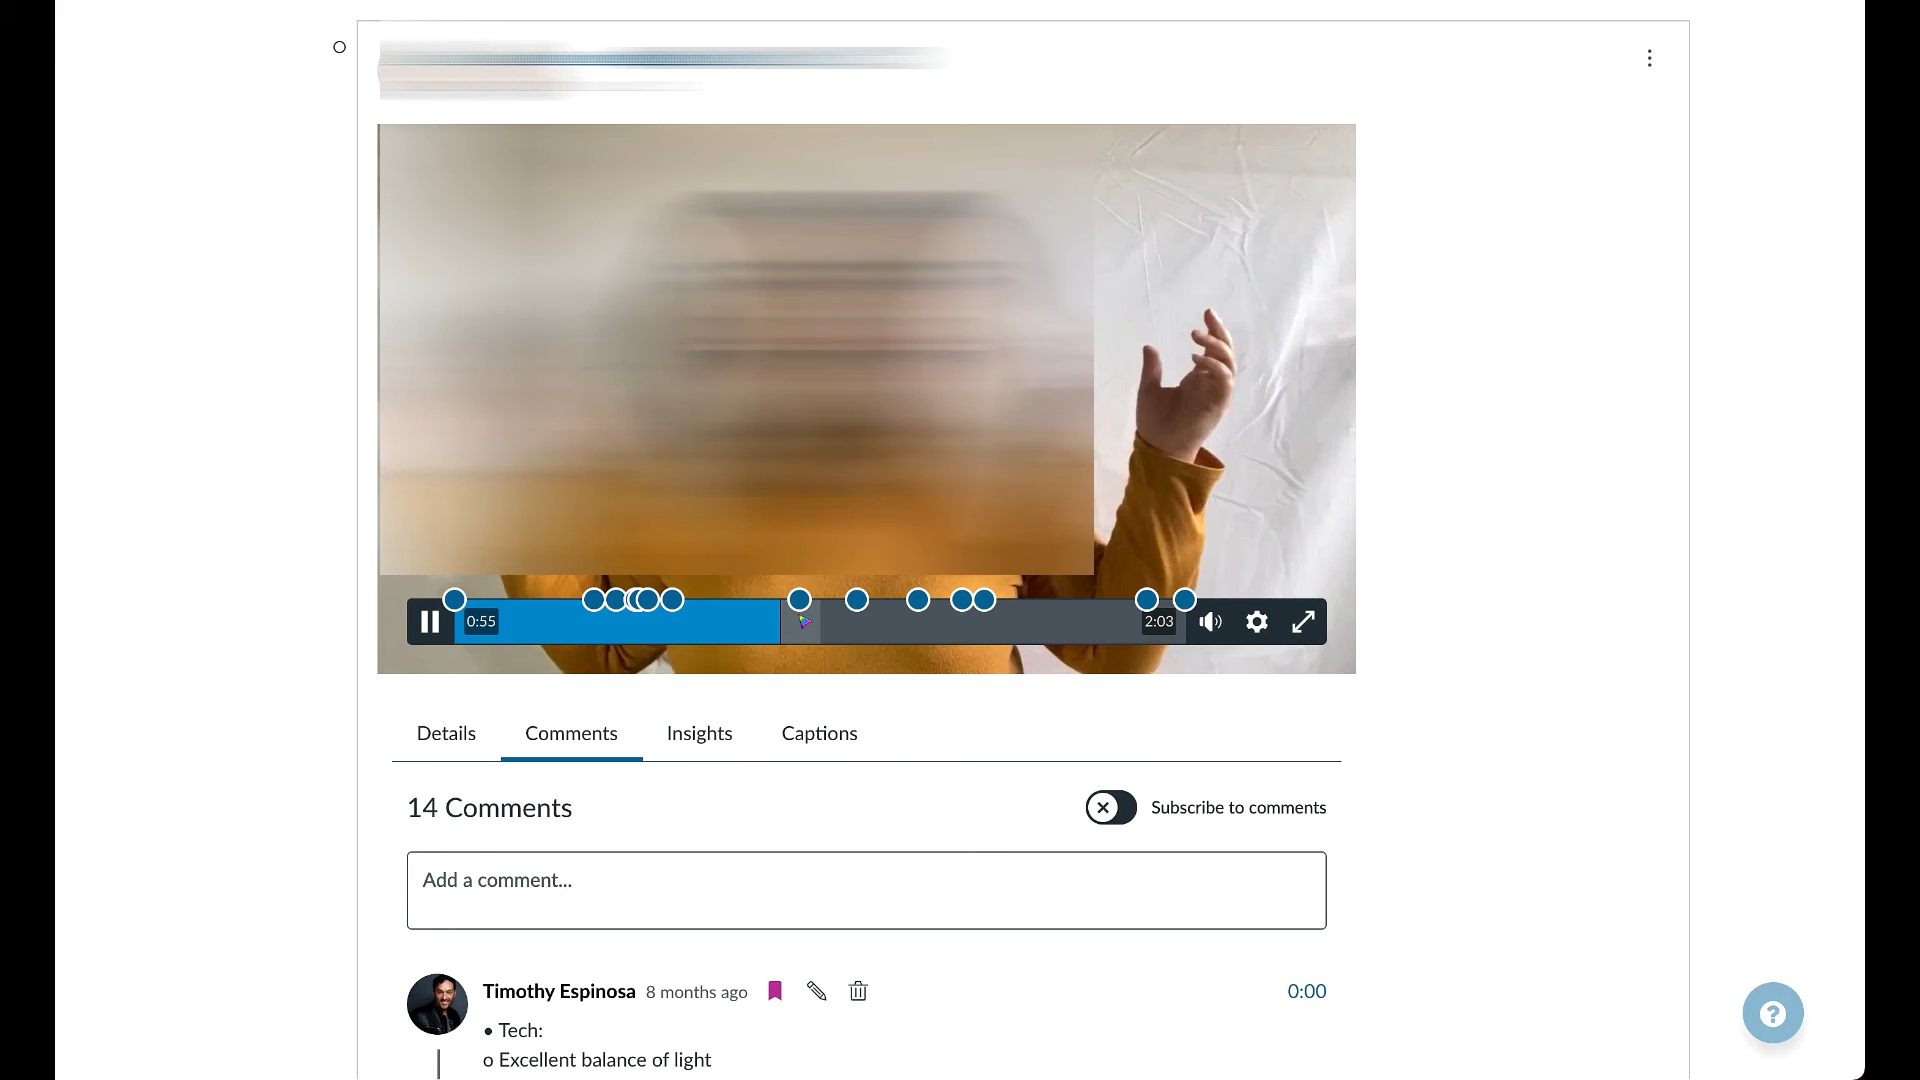 0:55
2:03
Details Comments Insights Captions
14 Comments
Subscribe to comments
Add a comment...
Timothy Espinosa 8 months ago
0:00
• Tech:
o Excellent balance of light